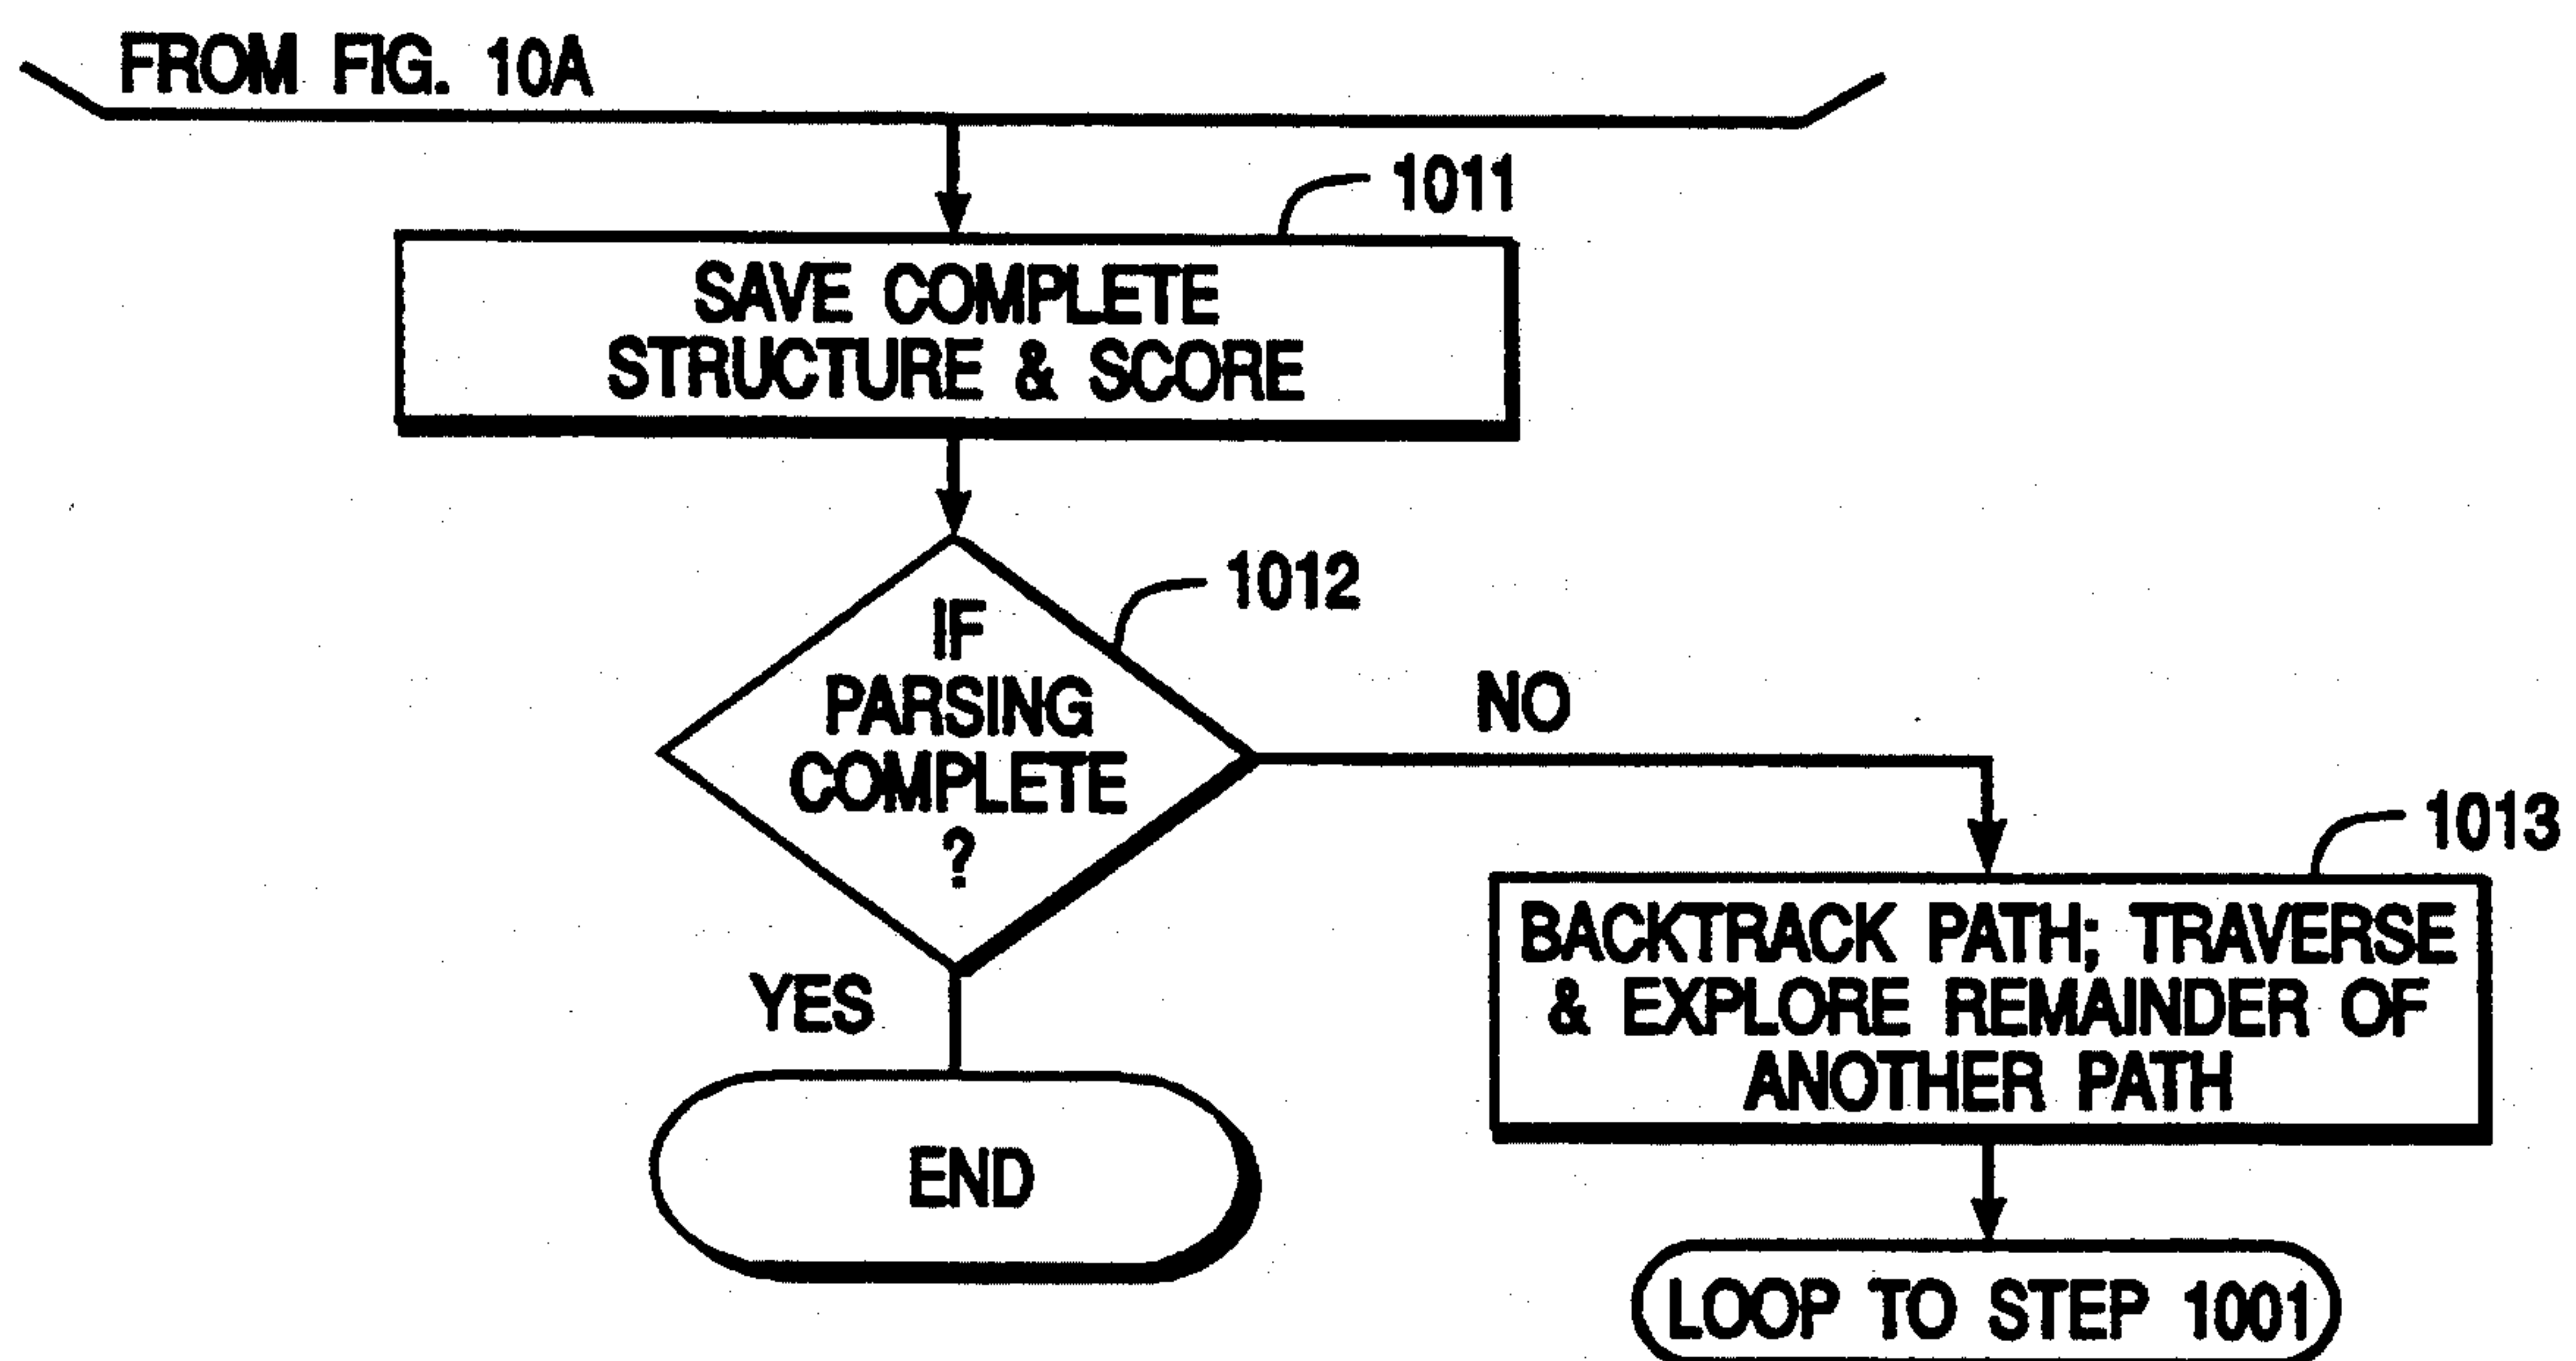 FROM FIG. 10A
1011
SAVE COMPLETE
STRUCTURE & SCORE
1012
IF
PARSING
COMPLETE
?
NO
YES
END
1013
BACKTRACK PATH; TRAVERSE
& EXPLORE REMAINDER OF
ANOTHER PATH
LOOP TO STEP 1001